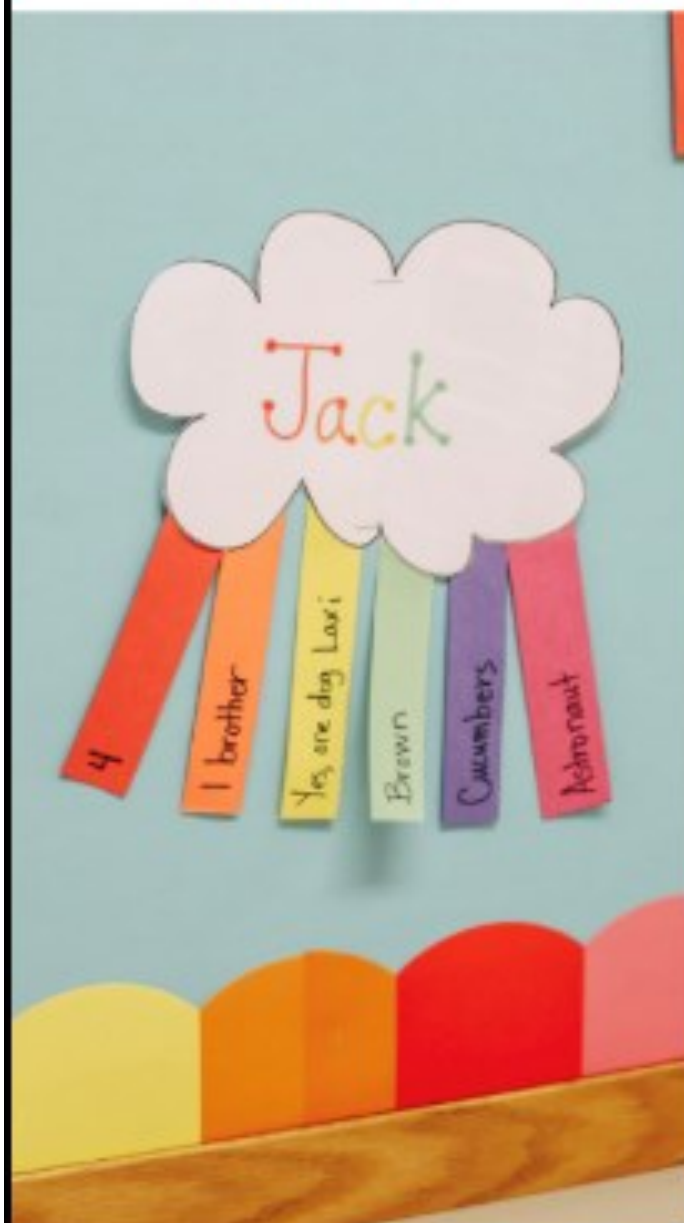 Jack
4
1 brother
Yes, one dog Laxi
Brown
Cucumbers
Astronaut